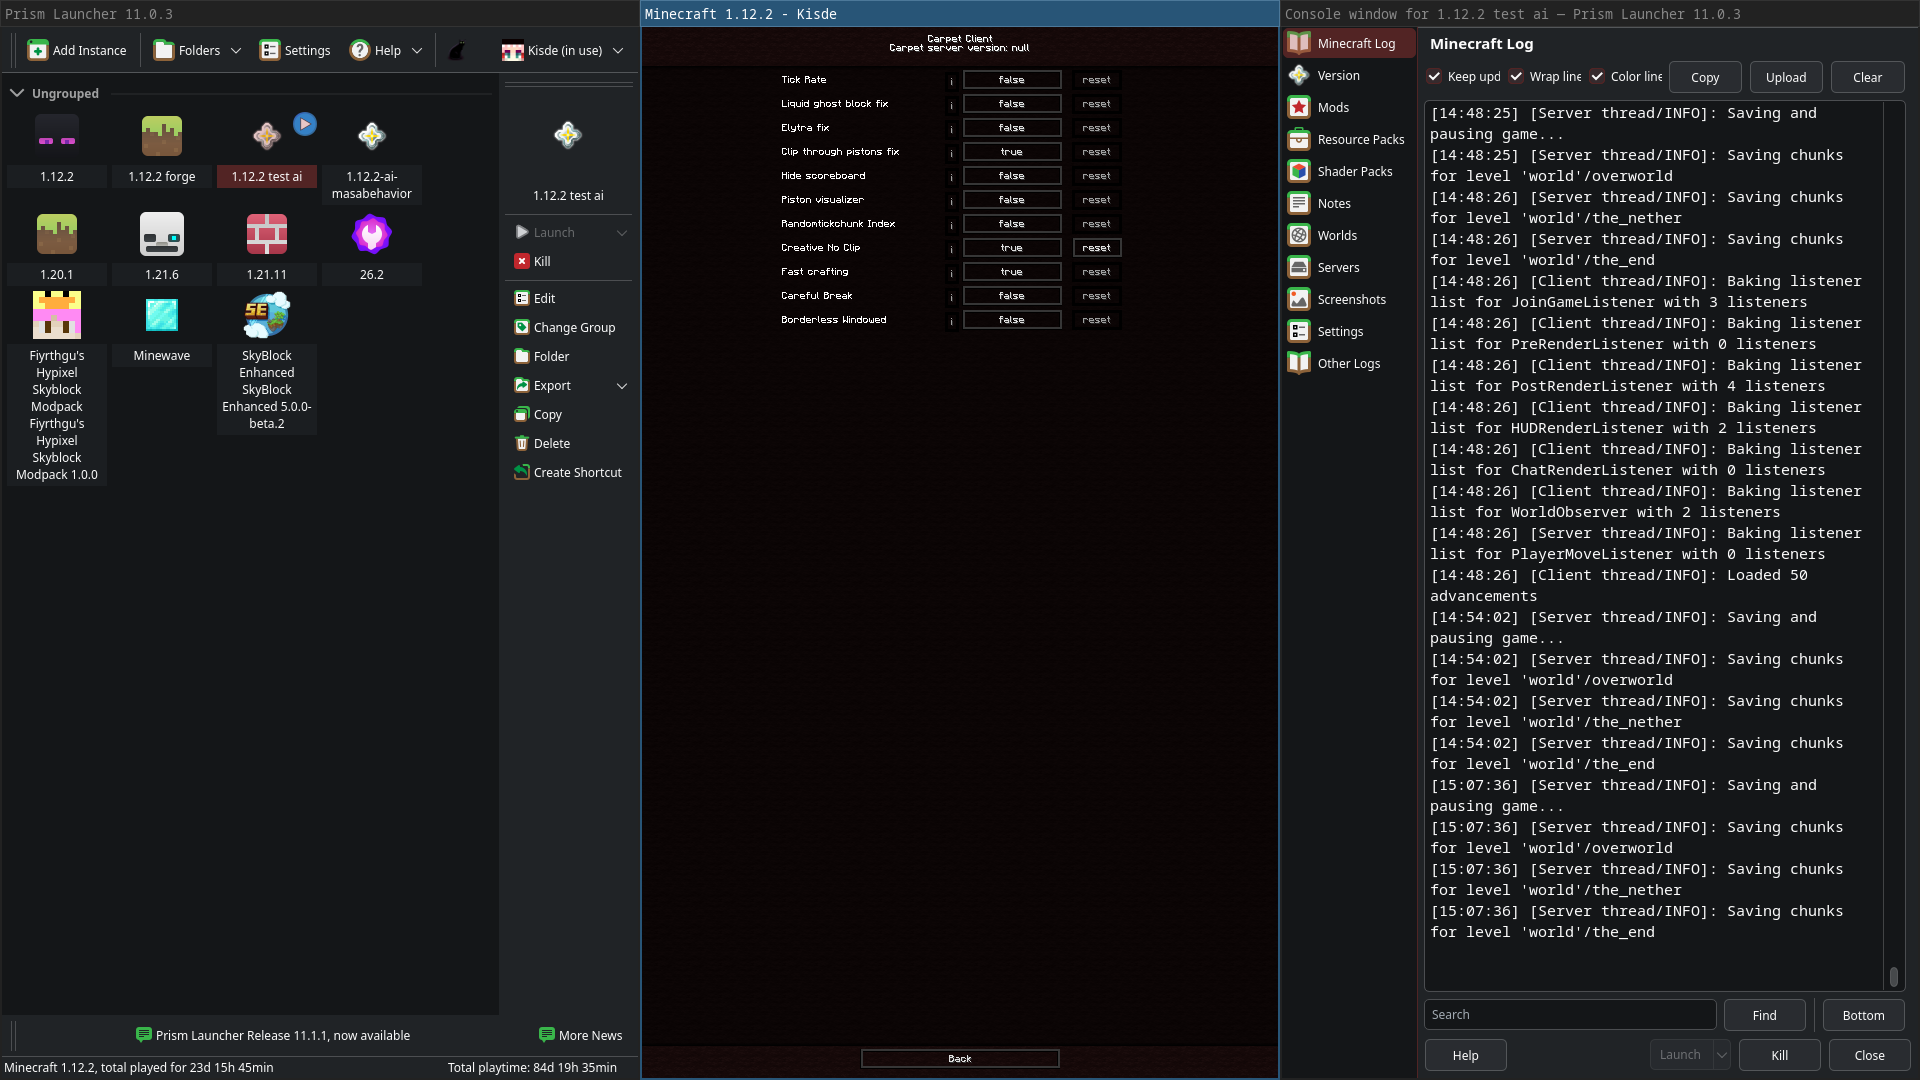 Prism Launcher 11.0.3
Add Instance
Folders
Settings
Help
Kisde (in use)
Ungrouped
1.12.2
1.12.2 forge
1.12.2 test ai
1.12.2-ai-
masabehavior
1.20.1
1.21.6
1.21.11
26.2
Fiyrthgu's
Hypixel
Skyblock
Modpack
Fiyrthgu's
Hypixel
Skyblock
Modpack 1.0.0
Minewave
SE
SkyBlock
Enhanced
SkyBlock
Enhanced 5.0.0-
beta.2
1.12.2 test ai
Launch
Kill
Edit
Change Group
Folder
Export
Copy
Delete
Create Shortcut
Prism Launcher Release 11.1.1, now available
More News
Minecraft 1.12.2, total played for 23d 15h 45min
Total playtime: 84d 19h 35min
Minecraft 1.12.2 - Kisde
Carpet Client
Carpet server version: null
Tick Rate i false reset
Liquid ghost block fix i false reset
Elytra fix i false reset
Clip through pistons fix i true reset
Hide scoreboard i false reset
Piston visualizer i false reset
Randomtickchunk Index i false reset
Creative No Clip i true reset
Fast crafting i true reset
Careful Break i false reset
Borderless Windowed i false reset
Back
Console window for 1.12.2 test ai — Prism Launcher 11.0.3
Minecraft Log
Version
Mods
Resource Packs
Shader Packs
Notes
Worlds
Servers
Screenshots
Settings
Other Logs
Minecraft Log
Keep upd
Wrap line
Color line
Copy
Upload
Clear
[14:48:25] [Server thread/INFO]: Saving and
pausing game...
[14:48:25] [Server thread/INFO]: Saving chunks
for level 'world'/overworld
[14:48:26] [Server thread/INFO]: Saving chunks
for level 'world'/the_nether
[14:48:26] [Server thread/INFO]: Saving chunks
for level 'world'/the_end
[14:48:26] [Client thread/INFO]: Baking listener
list for JoinGameListener with 3 listeners
[14:48:26] [Client thread/INFO]: Baking listener
list for PreRenderListener with 0 listeners
[14:48:26] [Client thread/INFO]: Baking listener
list for PostRenderListener with 4 listeners
[14:48:26] [Client thread/INFO]: Baking listener
list for HUDRenderListener with 2 listeners
[14:48:26] [Client thread/INFO]: Baking listener
list for ChatRenderListener with 0 listeners
[14:48:26] [Client thread/INFO]: Baking listener
list for WorldObserver with 2 listeners
[14:48:26] [Server thread/INFO]: Baking listener
list for PlayerMoveListener with 0 listeners
[14:48:26] [Client thread/INFO]: Loaded 50
advancements
[14:54:02] [Server thread/INFO]: Saving and
pausing game...
[14:54:02] [Server thread/INFO]: Saving chunks
for level 'world'/overworld
[14:54:02] [Server thread/INFO]: Saving chunks
for level 'world'/the_nether
[14:54:02] [Server thread/INFO]: Saving chunks
for level 'world'/the_end
[15:07:36] [Server thread/INFO]: Saving and
pausing game...
[15:07:36] [Server thread/INFO]: Saving chunks
for level 'world'/overworld
[15:07:36] [Server thread/INFO]: Saving chunks
for level 'world'/the_nether
[15:07:36] [Server thread/INFO]: Saving chunks
for level 'world'/the_end
Search
Find
Bottom
Help
Launch
Kill
Close